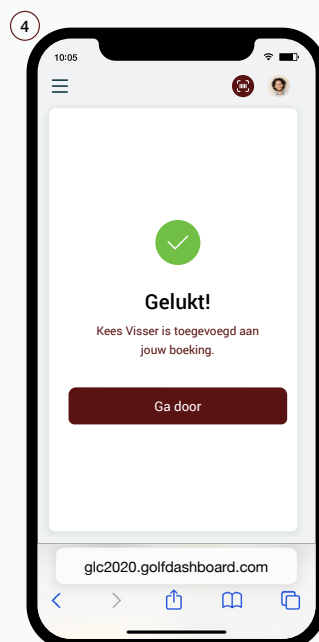 4
10:05
Gelukt!
Kees Visser is toegevoegd aan
jouw boeking.
Ga door
glc2020.golfdashboard.com